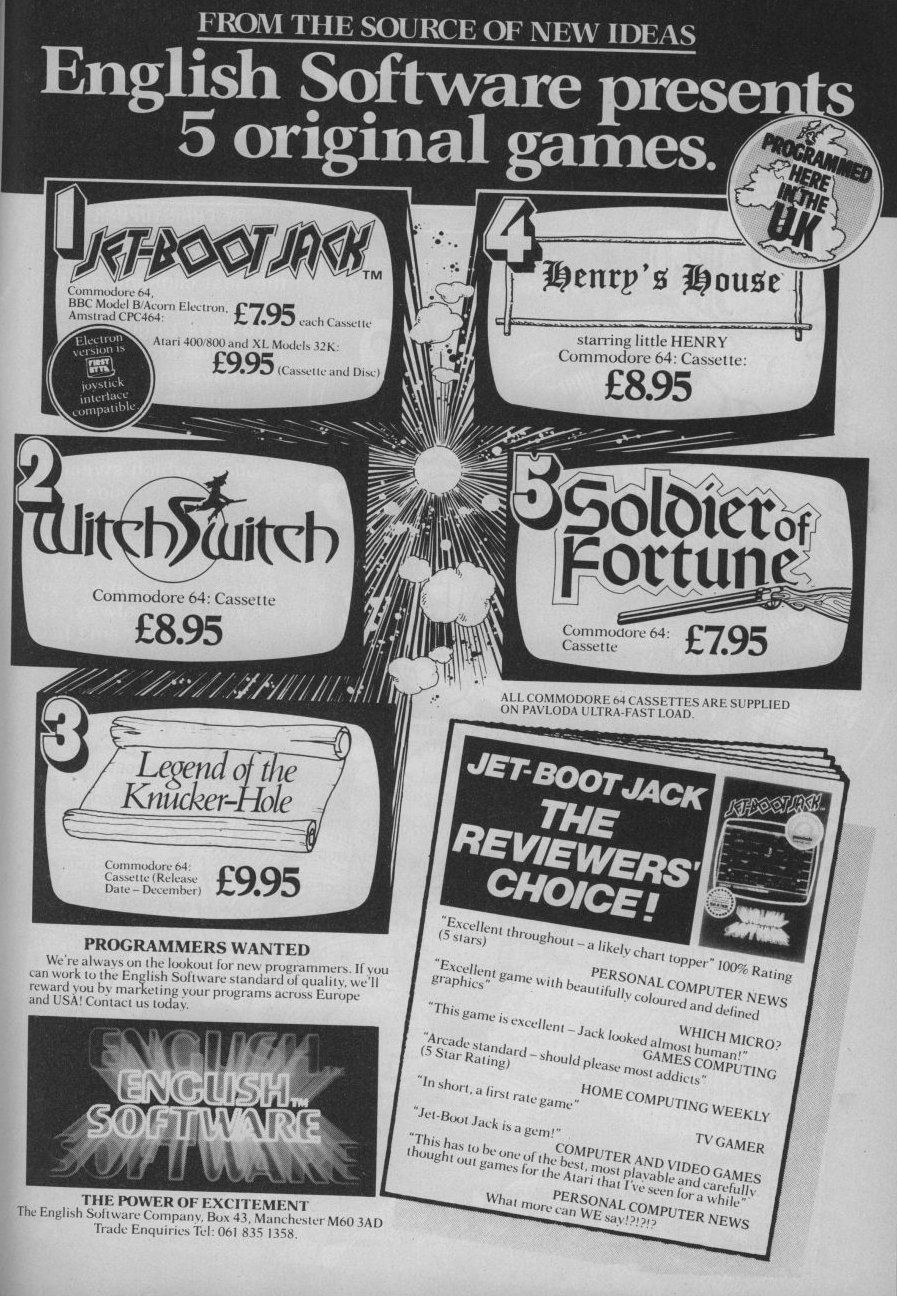 FROM THE SOURCE OF NEW IDEAS
English Software presents
5 original games.
PROGRAMMED
HERE
IN THE
UK
1
JET-BOOT JACK TM
Commodore 64,
BBC Model B/Acorn Electron,
Amstrad CPC464: £7.95 each Cassette
Atari 400/800 and XL Models 32K:
£9.95 (Cassette and Disc)
Electron
version is
FIRST
BYTE
joystick
interface
compatible.
2
Witch Switch
Commodore 64: Cassette
£8.95
3
Legend of the
Knucker-Hole
Commodore 64:
Cassette (Release
Date – December) £9.95
4
Henry's House
starring little HENRY
Commodore 64: Cassette:
£8.95
5
Soldier of
Fortune
Commodore 64:
Cassette £7.95
ALL COMMODORE 64 CASSETTES ARE SUPPLIED
ON PAVLODA ULTRA-FAST LOAD.
PROGRAMMERS WANTED
We're always on the lookout for new programmers. If you
can work to the English Software standard of quality, we'll
reward you by marketing your programs across Europe
and USA! Contact us today.
ENGLISH
ENGLISH TM
SOFTWARE
SOFTWARE
THE POWER OF EXCITEMENT
The English Software Company, Box 43, Manchester M60 3AD
Trade Enquiries Tel: 061 835 1358.
JET-BOOT JACK
THE
REVIEWERS'
CHOICE!
JET-BOOT JACK
"Excellent throughout – a likely chart topper" 100% Rating
(5 stars)
PERSONAL COMPUTER NEWS
"Excellent game with beautifully coloured and defined
graphics"
WHICH MICRO?
"This game is excellent – Jack looked almost human!"
GAMES COMPUTING
"Arcade standard – should please most addicts"
(5 Star Rating)
HOME COMPUTING WEEKLY
"In short, a first rate game"
TV GAMER
"Jet-Boot Jack is a gem!"
COMPUTER AND VIDEO GAMES
"This has to be one of the best, most playable and carefully
thought out games for the Atari that I've seen for a while"
PERSONAL COMPUTER NEWS
What more can WE say!?!?!?